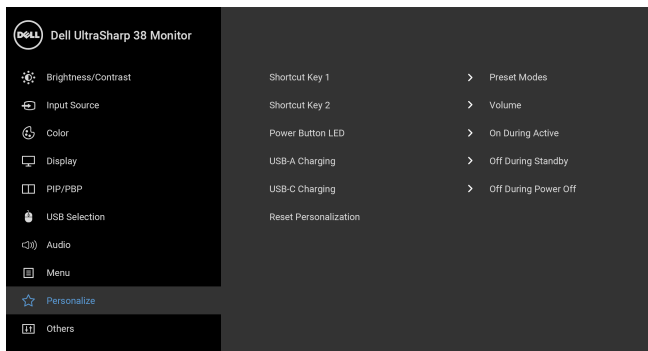 DELL Dell UltraSharp 38 Monitor
Brightness/Contrast Shortcut Key 1 Preset Modes
Input Source Shortcut Key 2 Volume
Color Power Button LED On During Active
Display USB-A Charging Off During Standby
PIP/PBP USB-C Charging Off During Power Off
USB Selection Reset Personalization
Audio
Menu
Personalize
Others